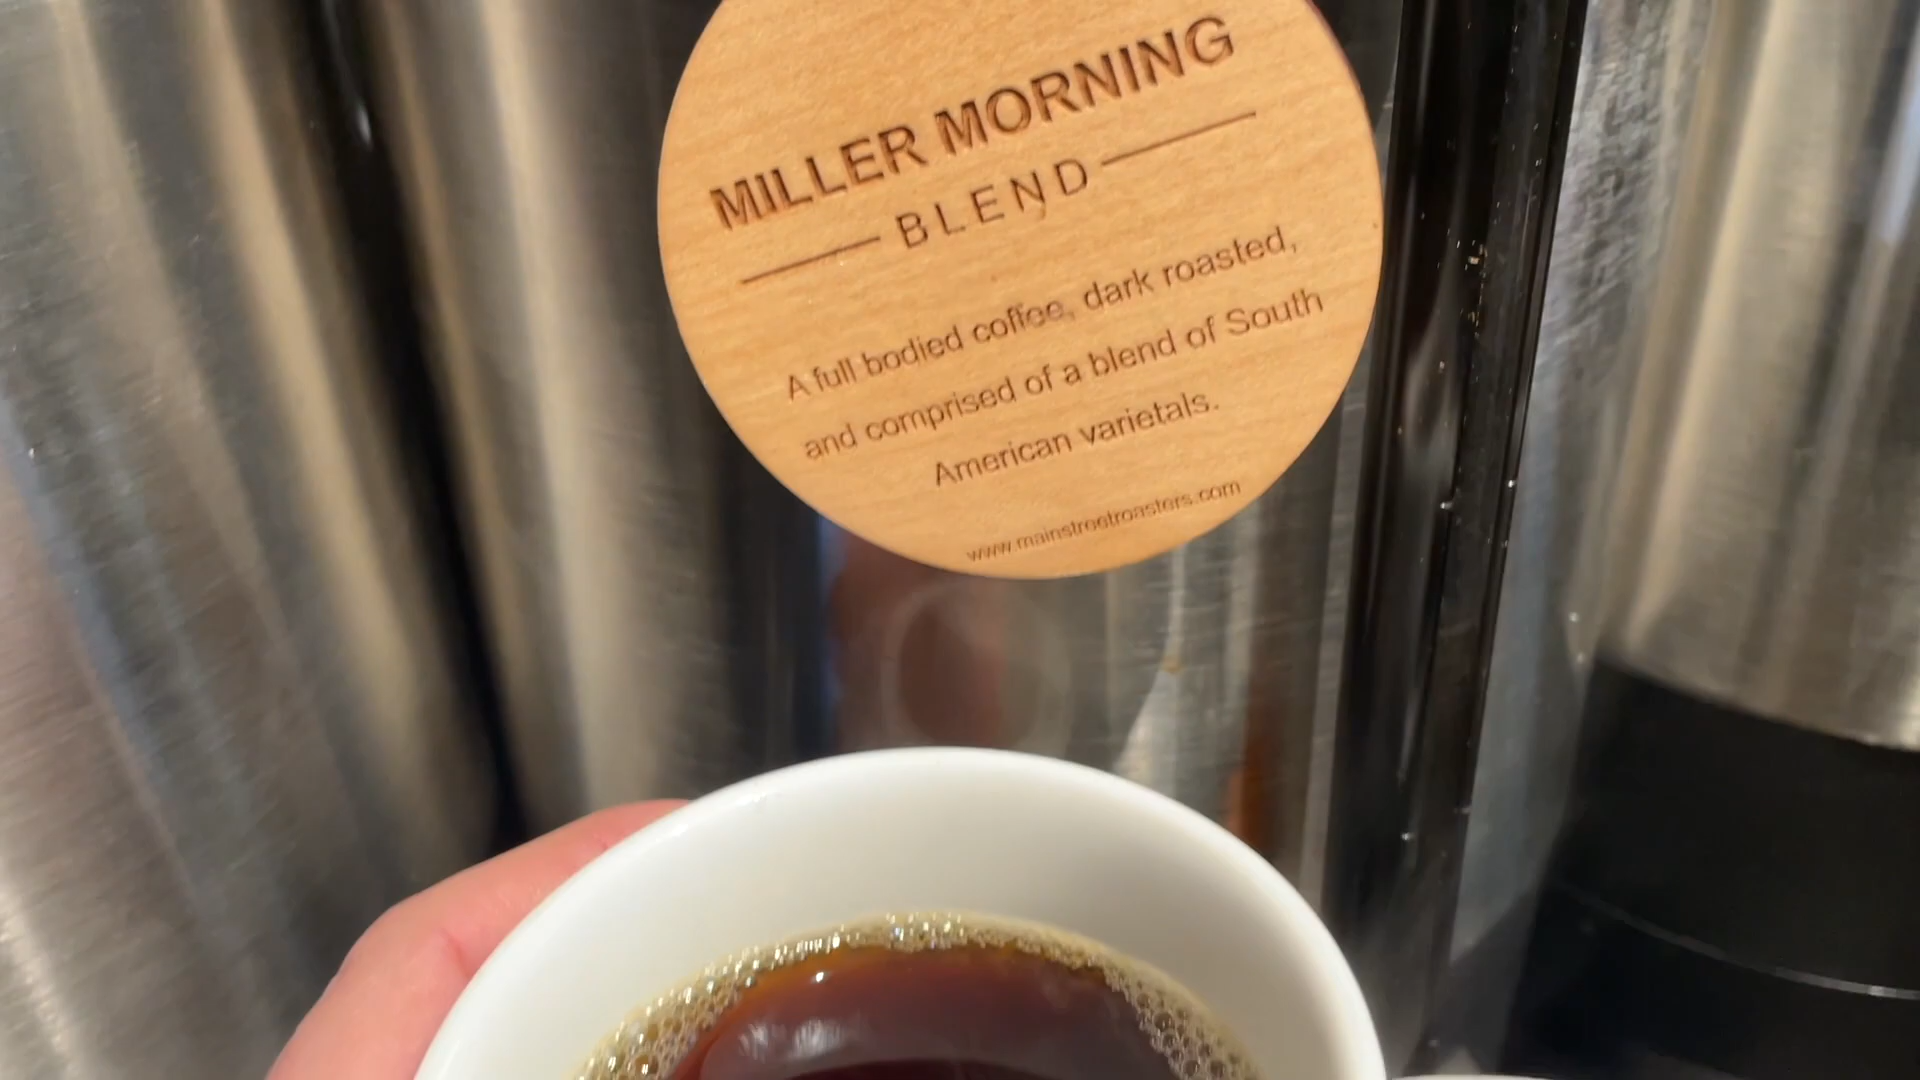 MILLER MORNING
BLEND
A full bodied coffee, dark roasted,
and comprised of a blend of South
American varietals.
www.mainstreetroasters.com